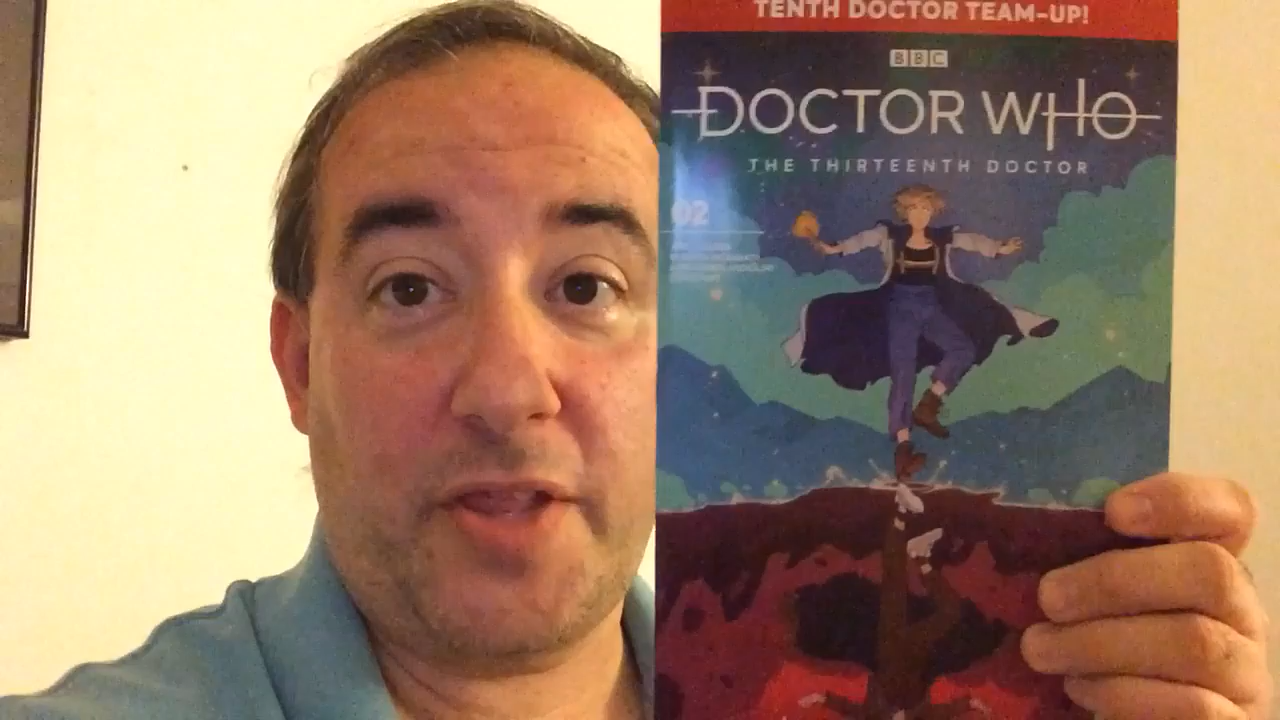 TENTH DOCTOR TEAM-UP!
BBC
DOCTOR WHO
THE THIRTEENTH DOCTOR
02